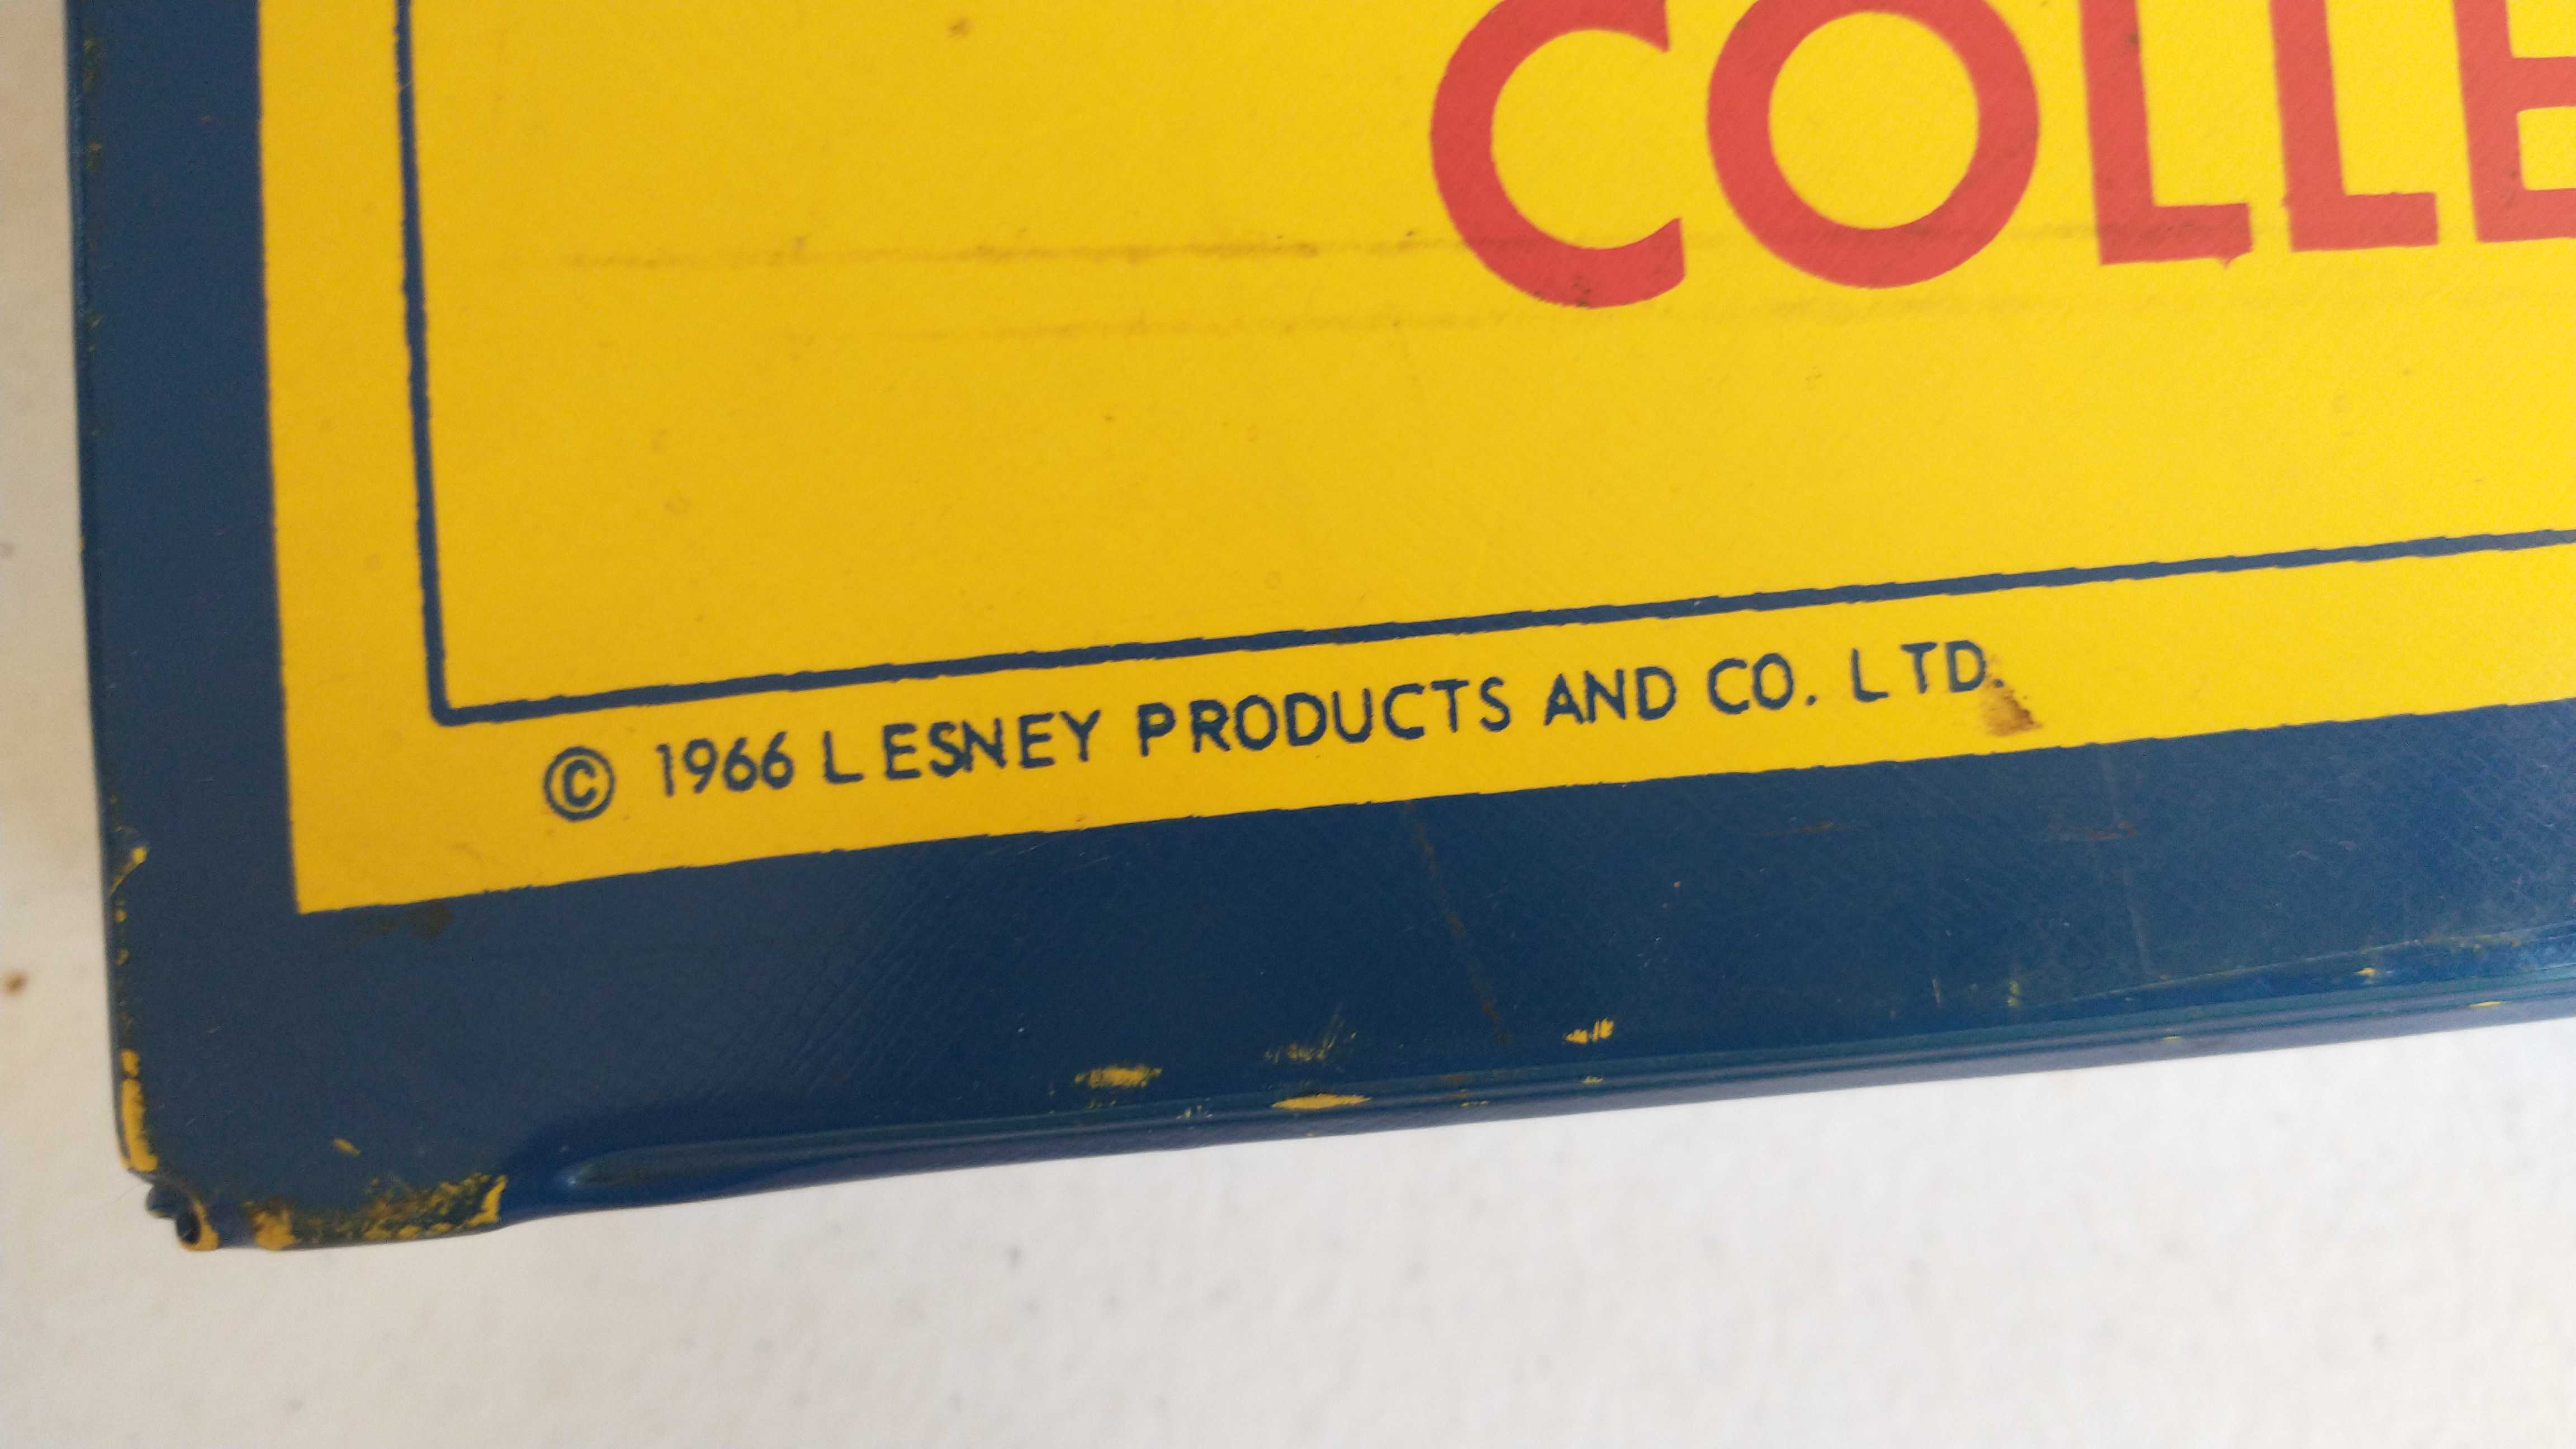 COLLE
© 1966 LESNEY PRODUCTS AND CO. LTD.